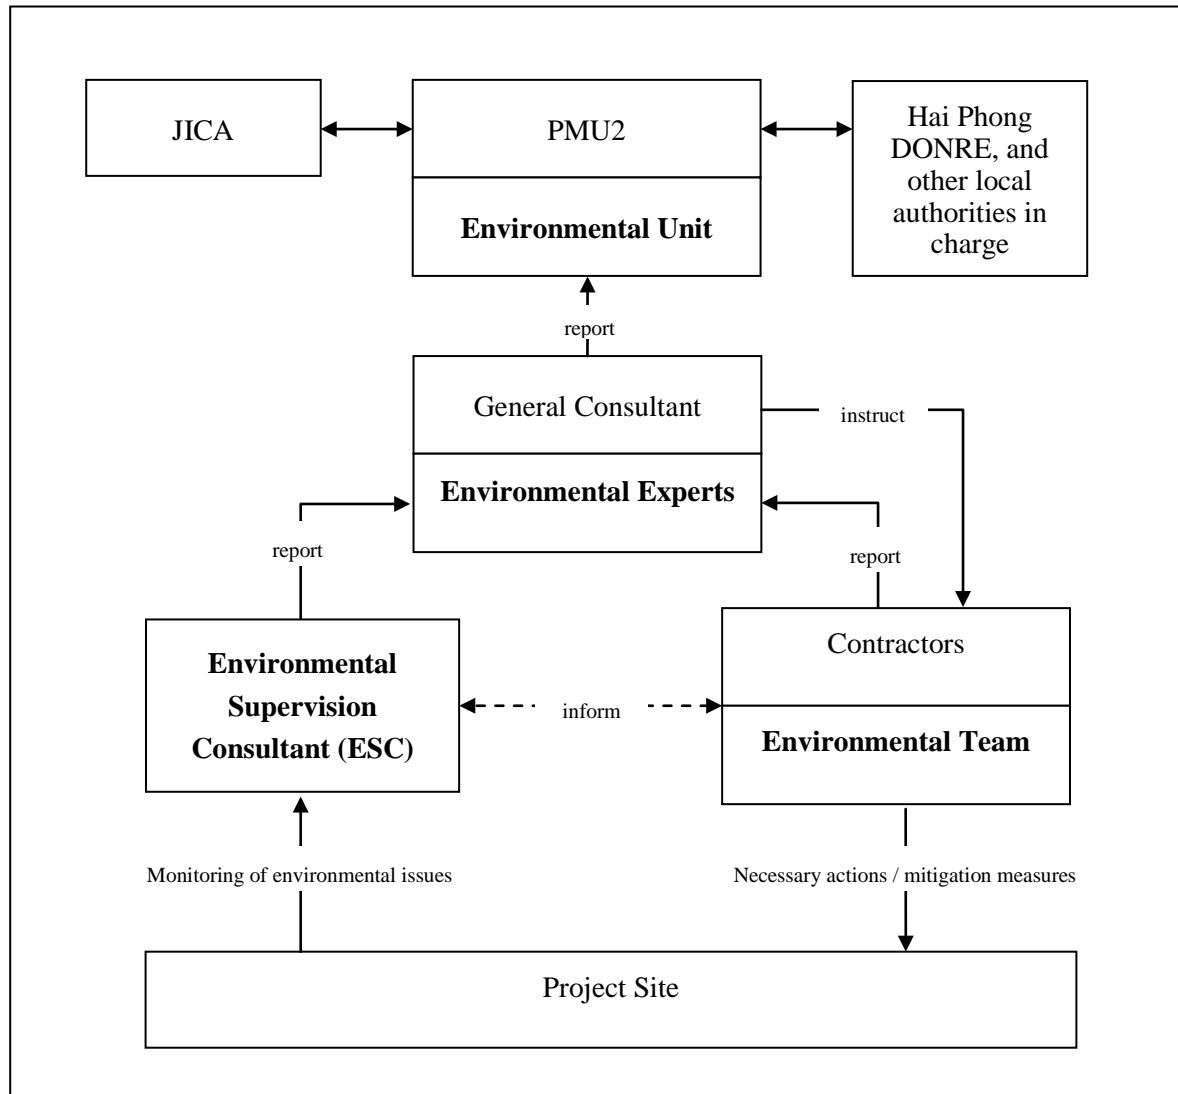 JICA
PMU2
Environmental Unit
Hai Phong
DONRE, and
other local
authorities in
charge
report
General Consultant
Environmental Experts
instruct
report
report
Environmental
Supervision
Consultant (ESC)
inform
Contractors
Environmental Team
Monitoring of environmental issues
Necessary actions / mitigation measures
Project Site